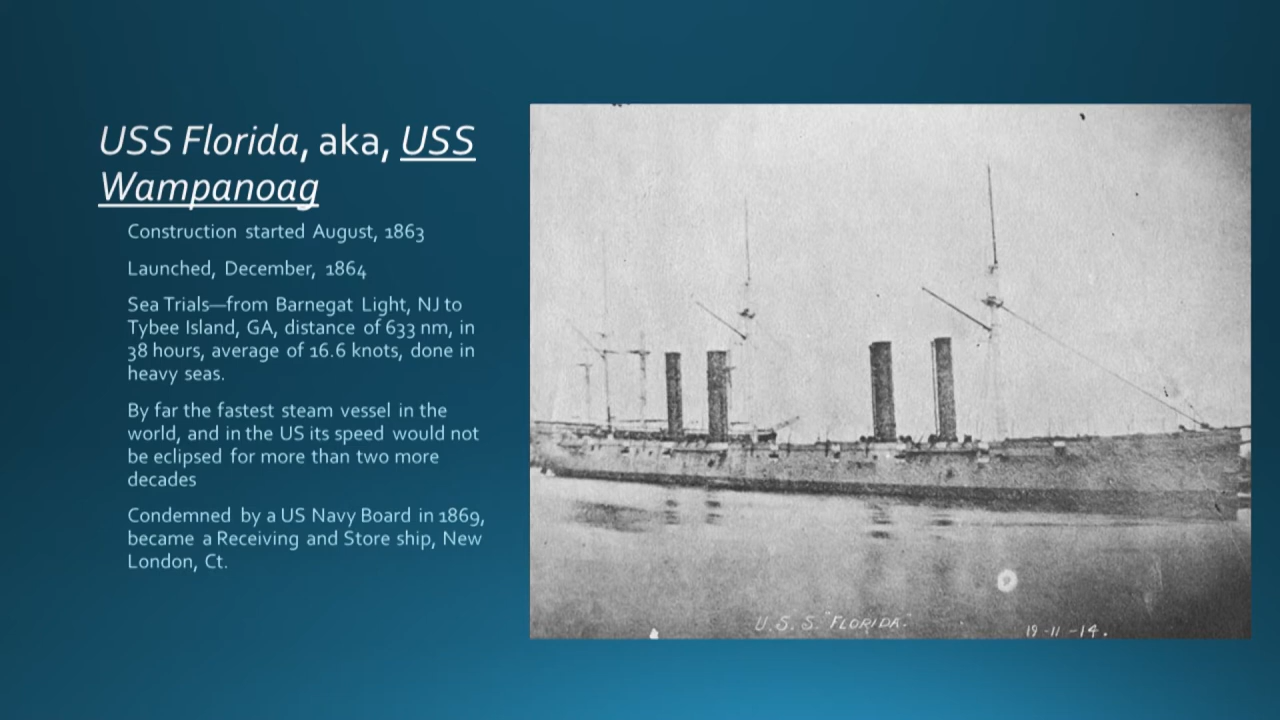 USS Florida, aka, USS
Wampanoag
Construction started August, 1863
Launched, December, 1864
Sea Trials—from Barnegat Light, NJ to
Tybee Island, GA, distance of 633 nm, in
38 hours, average of 16.6 knots, done in
heavy seas.
By far the fastest steam vessel in the
world, and in the US its speed would not
be eclipsed for more than two more
decades
Condemned by a US Navy Board in 1869,
became a Receiving and Store ship, New
London, Ct.
U.S.S. "FLORIDA."
19-11-14.